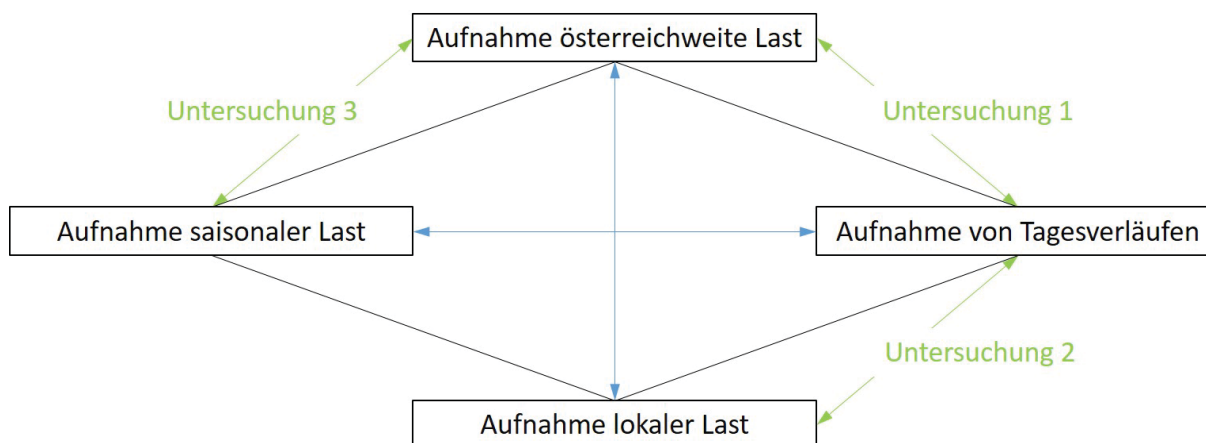 Aufnahme österreichweite Last
Untersuchung 3
Untersuchung 1
Aufnahme saisonaler Last
Aufnahme von Tagesverläufen
Untersuchung 2
Aufnahme lokaler Last